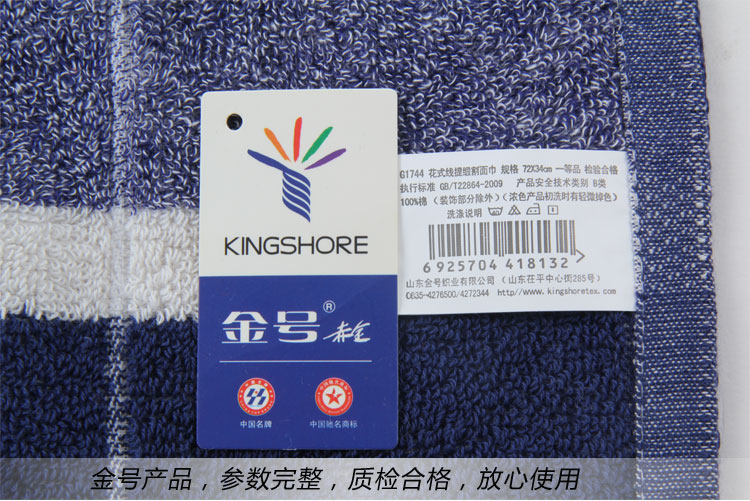 KINGSHORE
金号®
赤金
中国名牌
中国驰名商标
G1744 花式线提缎割面巾 规格 72X34cm 一等品 检验合格
执行标准 GB/T22864-2009 产品安全技术类别 B类
100%棉 (装饰部分除外)(浓色产品初洗时有轻微掉色)
洗涤说明
6925704 418132
山东金号织业有限公司 (山东茌平中心街285号)
0635-4276500/4272344 http//www.kingshoretex.com
金号产品，参数完整，质检合格，放心使用